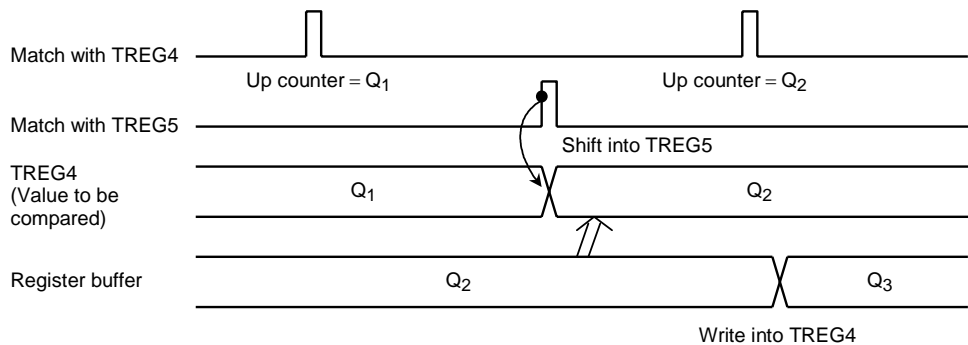 Match with TREG4
Up counter = Q1
Up counter = Q2
Match with TREG5
Shift into TREG5
TREG4
(Value to be
compared)
Q1
Q2
Register buffer
Q2
Q3
Write into TREG4